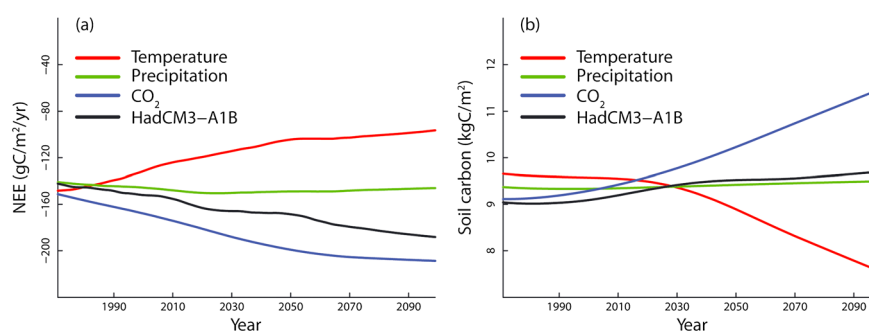 (a)
Temperature
Precipitation
CO₂
HadCM3−A1B
NEE (gC/m²/yr)
−40
−80
−120
−160
−200
1990 2010 2030 2050 2070 2090
Year
(b)
Temperature
Precipitation
CO₂
HadCM3−A1B
Soil carbon (kgC/m²)
12
11
10
9
8
1990 2010 2030 2050 2070 2090
Year